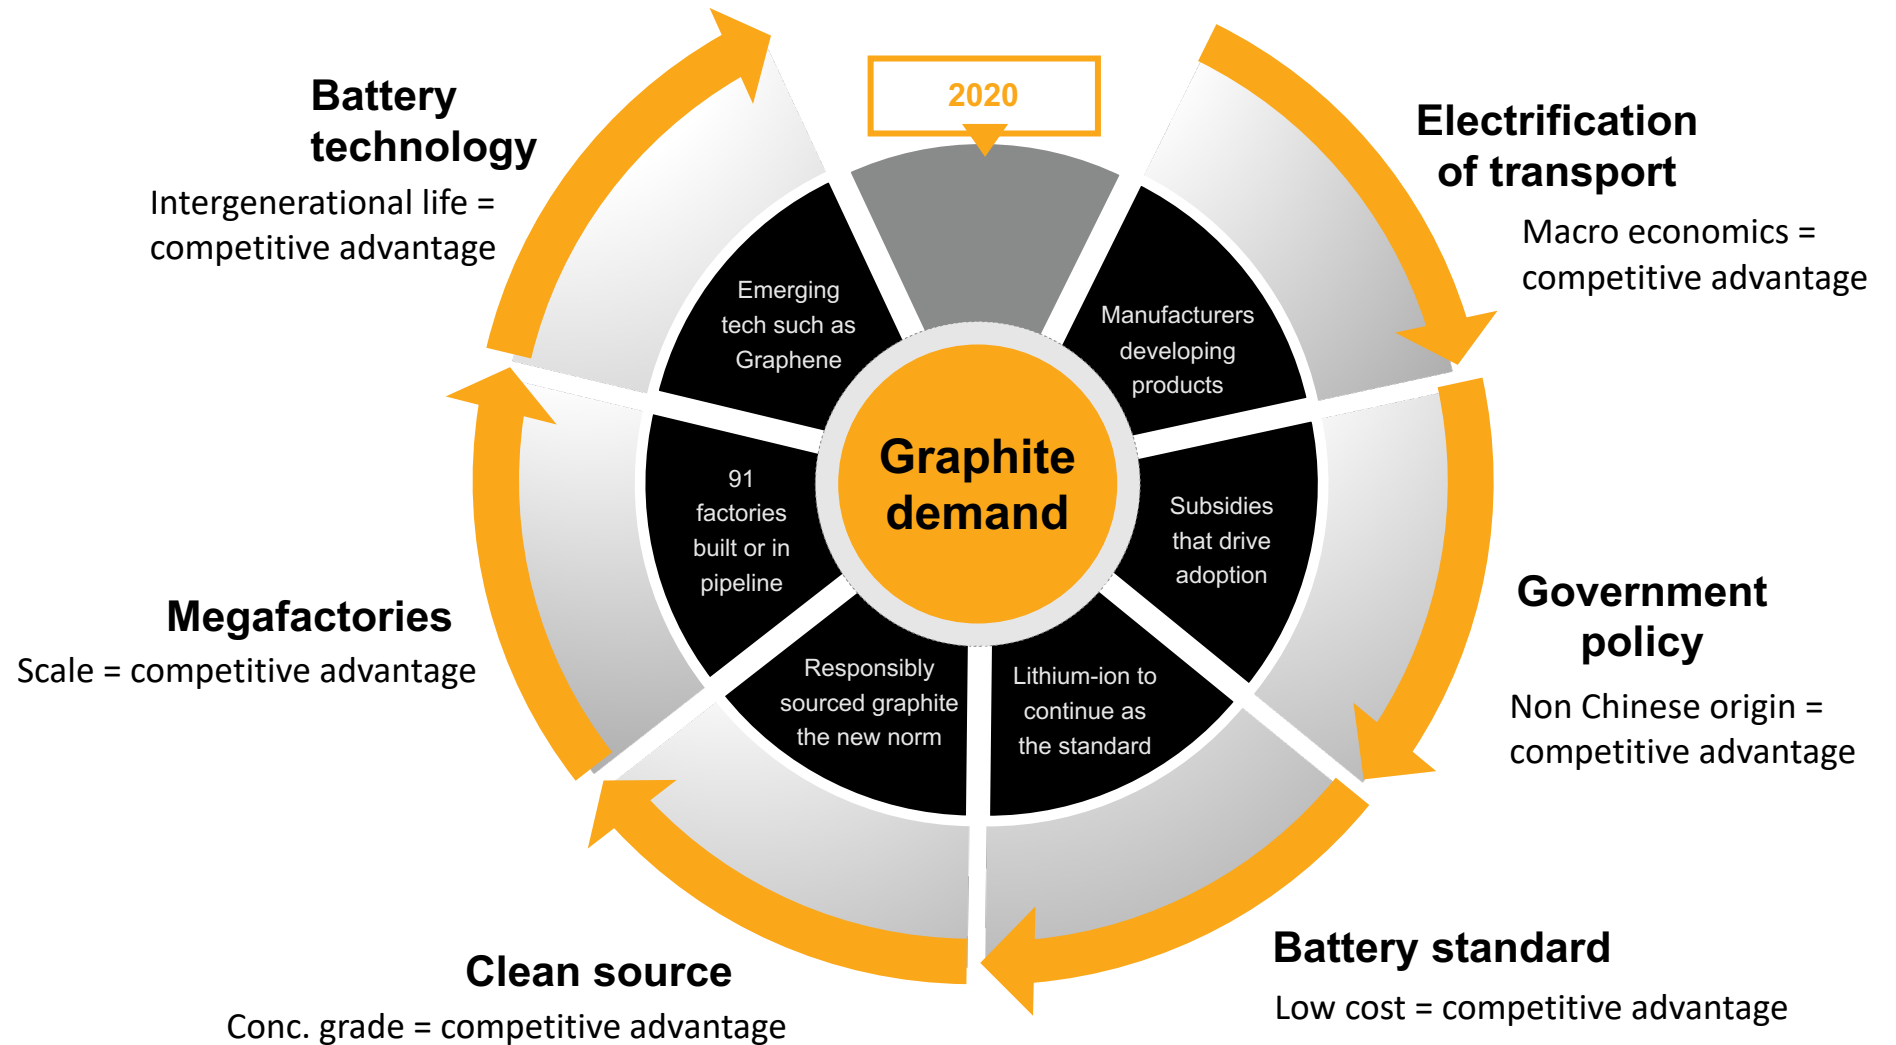 2020
Electrification
of transport
Macro economics =
competitive advantage
Manufacturers
developing
products
Government
policy
Non Chinese origin =
competitive advantage
Subsidies
that drive
adoption
Battery standard
Low cost = competitive advantage
Lithium-ion to
continue as
the standard
Clean source
Conc. grade = competitive advantage
Responsibly
sourced graphite
the new norm
Megafactories
Scale = competitive advantage
91
factories
built or in
pipeline
Battery
technology
Intergenerational life =
competitive advantage
Emerging
tech such as
Graphene
Graphite
demand